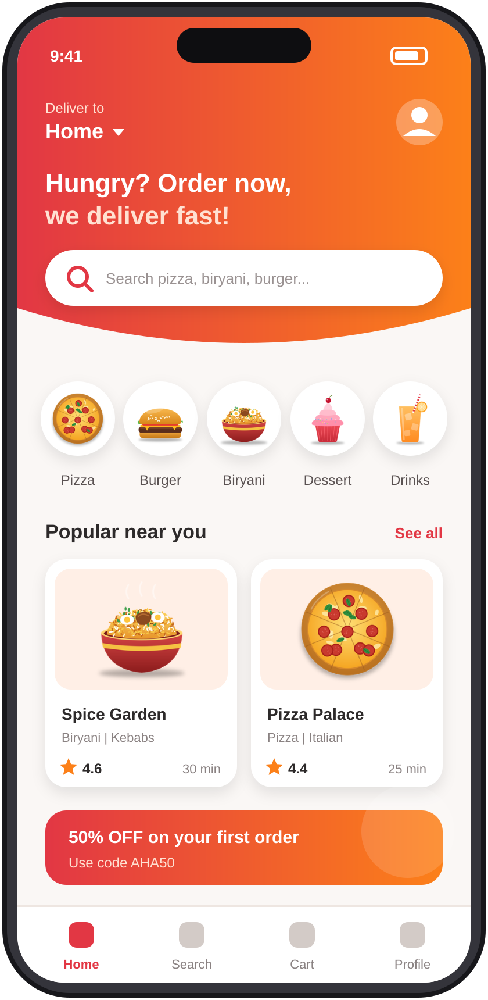 9:41
Deliver to
Home
Hungry? Order now,
we deliver fast!
Search pizza, biryani, burger...
Pizza Burger Biryani Dessert Drinks
Popular near you See all
Spice Garden
Biryani | Kebabs
4.6 30 min
Pizza Palace
Pizza | Italian
4.4 25 min
50% OFF on your first order
Use code AHA50
Home Search Cart Profile